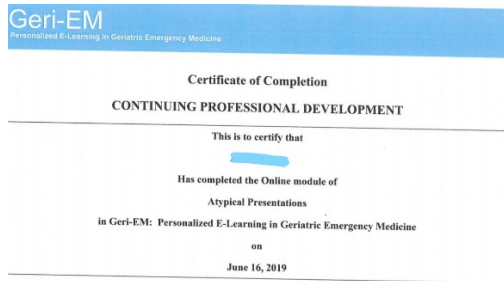 Geri-EM
Personalized E-Learning in Geriatric Emergency Medicine
Certificate of Completion
CONTINUING PROFESSIONAL DEVELOPMENT
This is to certify that
Has completed the Online module of
Atypical Presentations
in Geri-EM: Personalized E-Learning in Geriatric Emergency Medicine
on
June 16, 2019